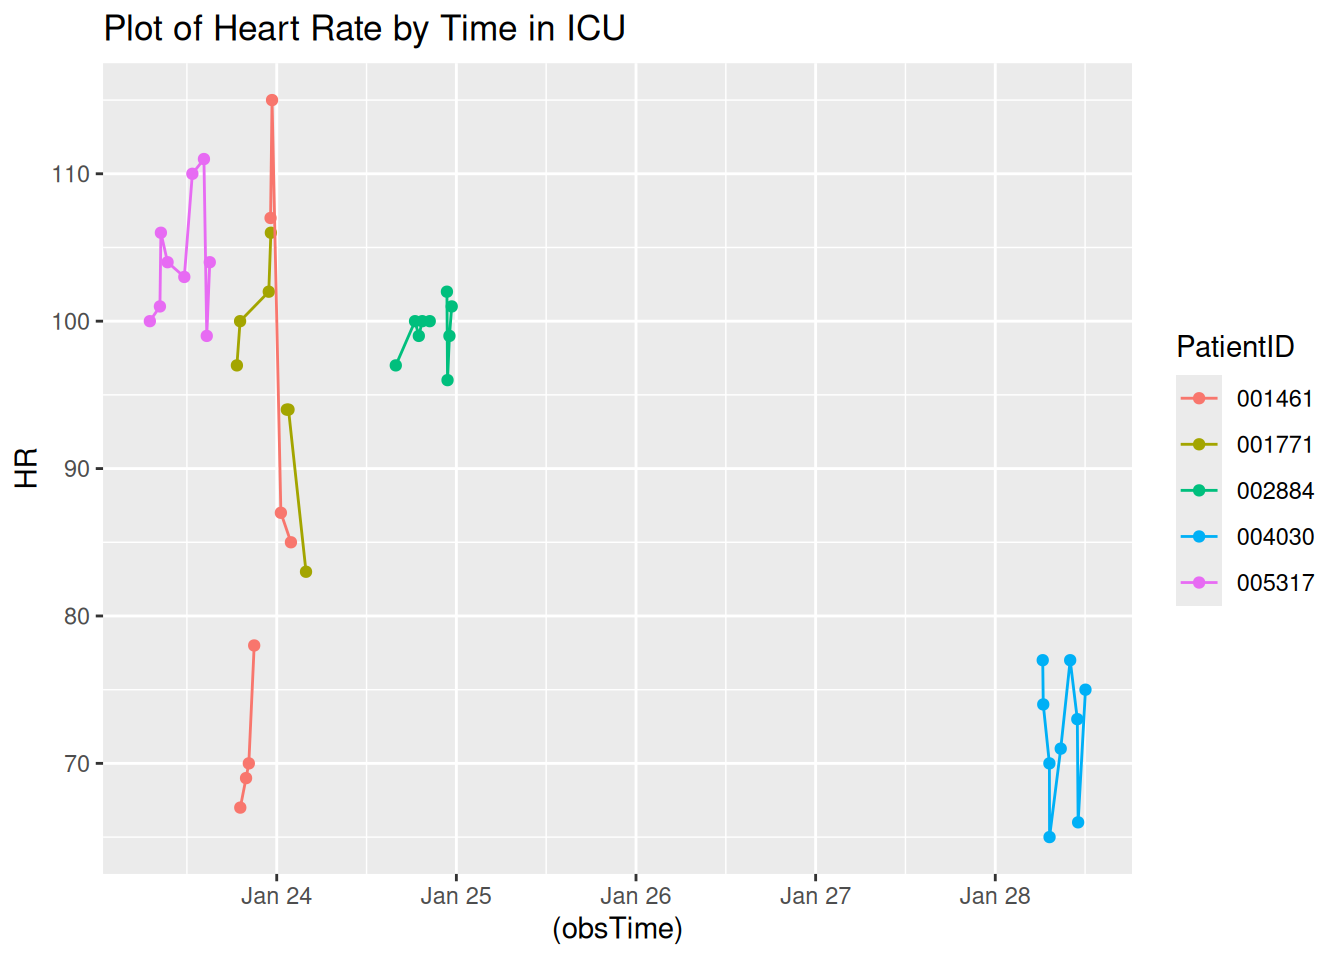 Plot of Heart Rate by Time in ICU
HR
110
100
90
80
70
Jan 24
Jan 25
Jan 26
Jan 27
Jan 28
(obsTime)
PatientID
001461
001771
002884
004030
005317